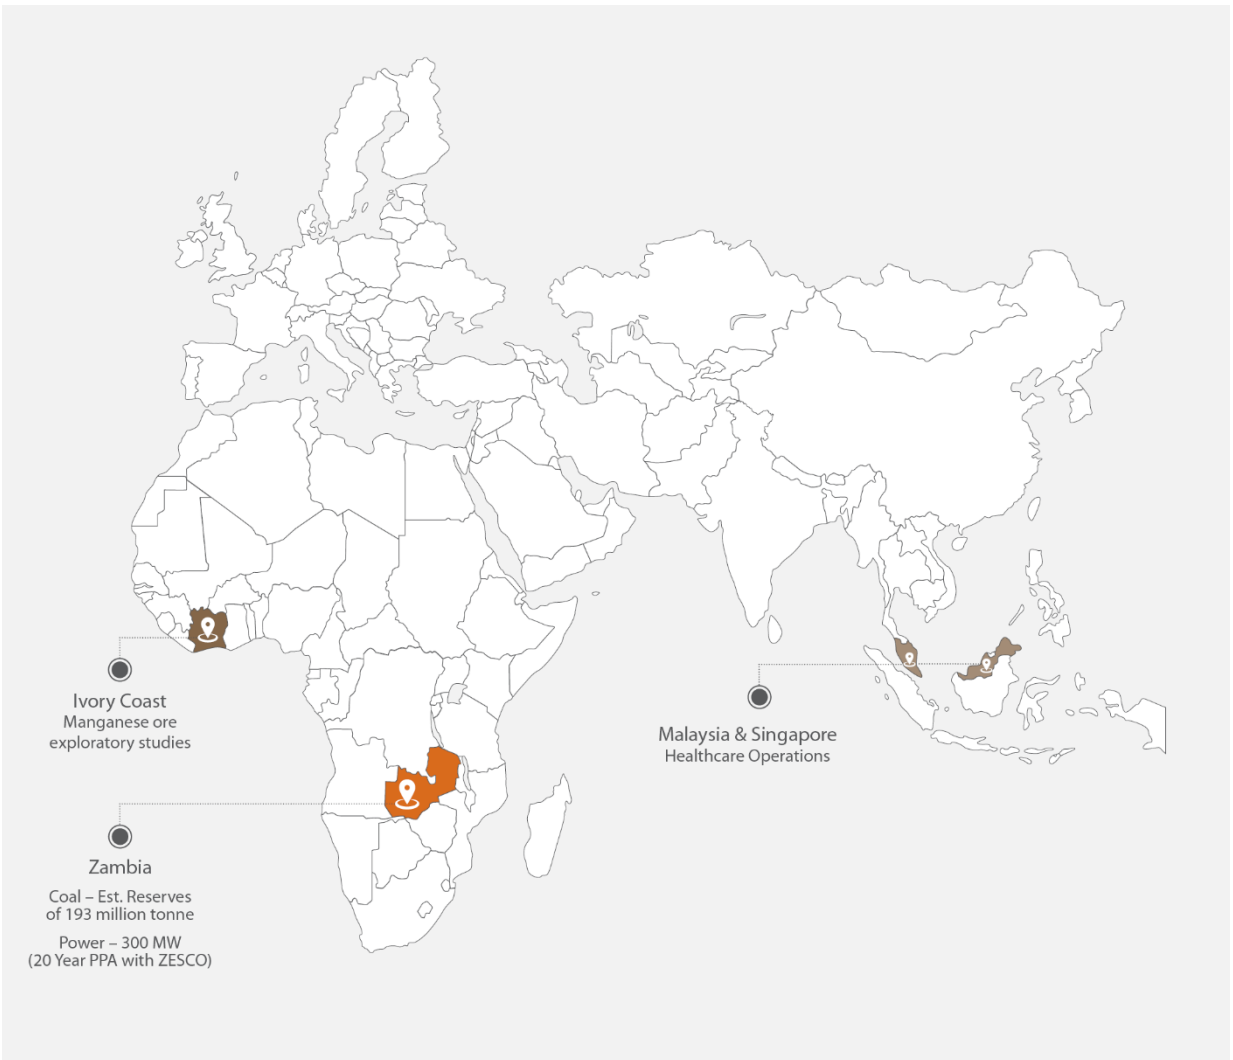 Ivory Coast
Manganese ore
exploratory studies
Malaysia & Singapore
Healthcare Operations
Zambia
Coal – Est. Reserves
of 193 million tonne
Power – 300 MW
(20 Year PPA with ZESCO)